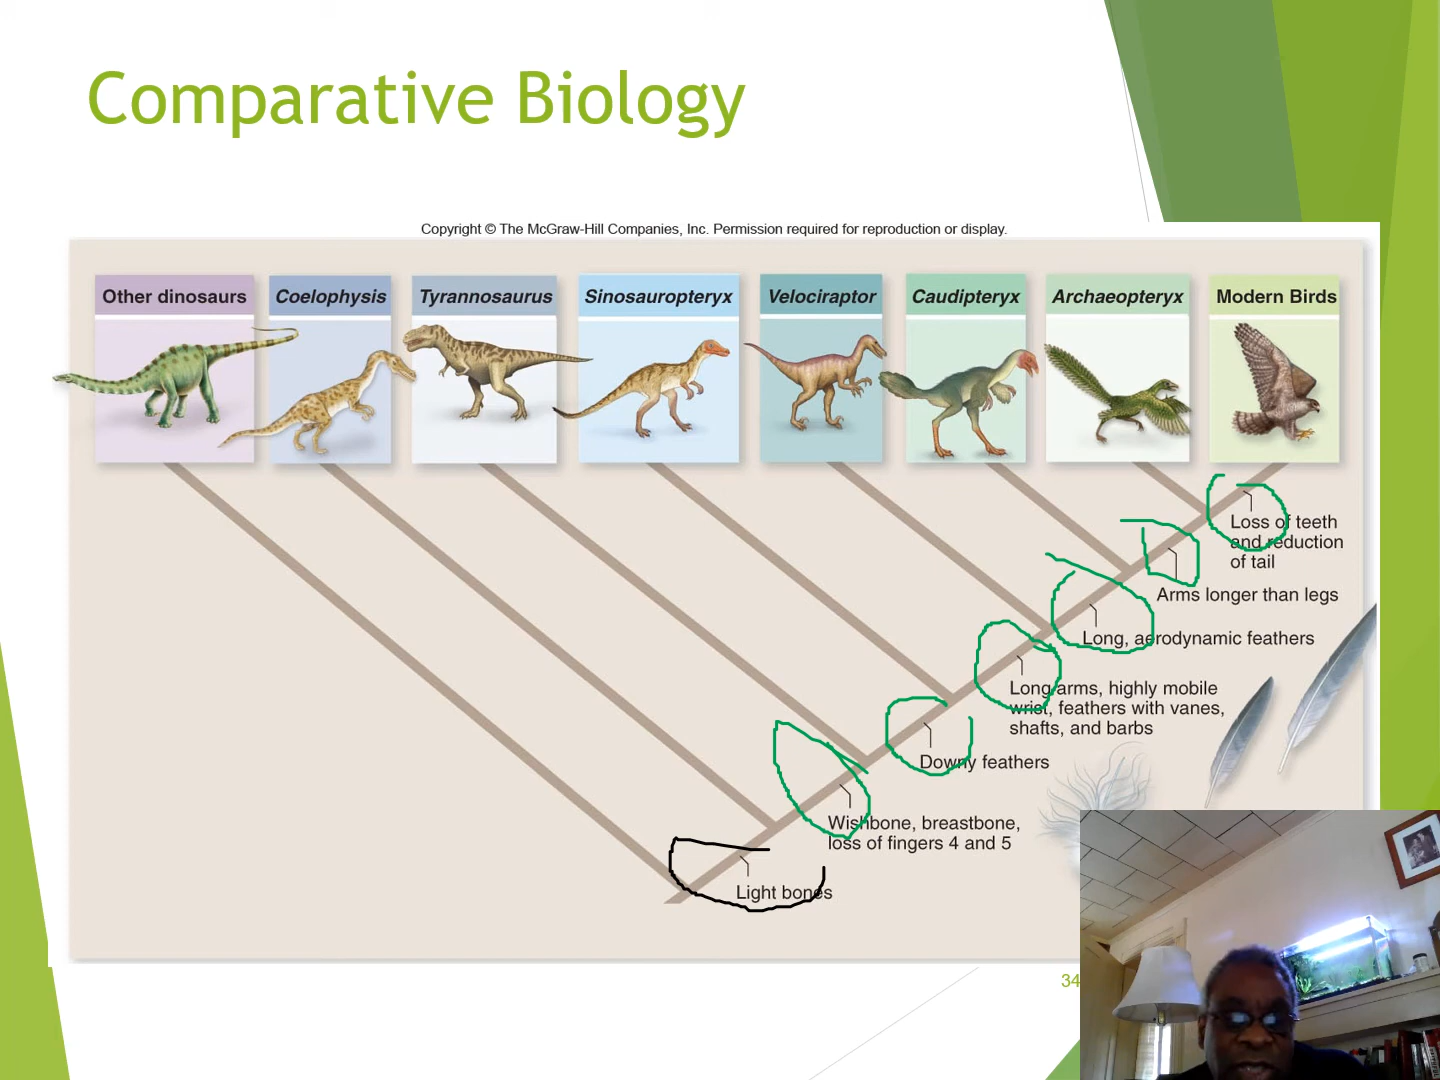 Comparative Biology
Copyright © The McGraw-Hill Companies, Inc. Permission required for reproduction or display.
Other dinosaurs
Coelophysis
Tyrannosaurus
Sinosauropteryx
Velociraptor
Caudipteryx
Archaeopteryx
Modern Birds
Loss of teeth
and reduction
of tail
Arms longer than legs
Long, aerodynamic feathers
Long arms, highly mobile
wrist, feathers with vanes,
shafts, and barbs
Downy feathers
Wishbone, breastbone,
loss of fingers 4 and 5
Light bones
34